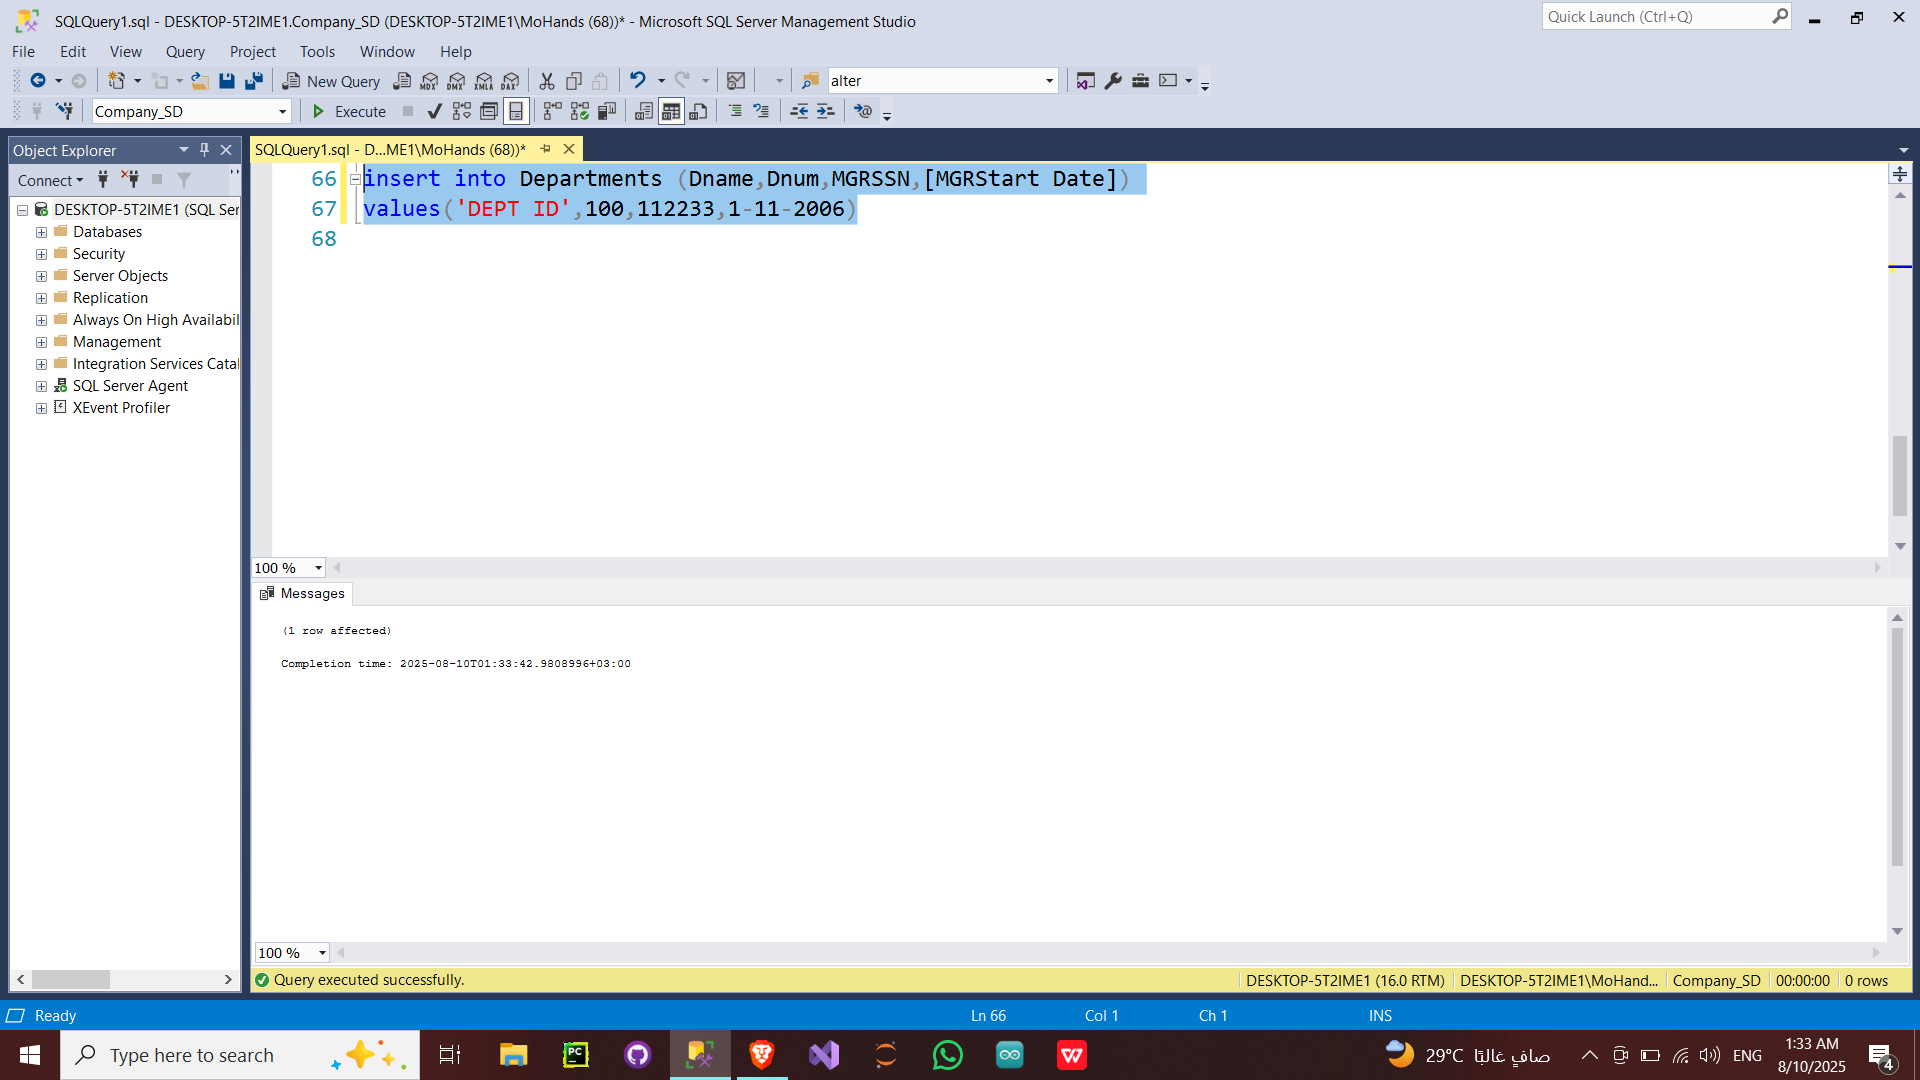 SQLQuery1.sql - DESKTOP-5T2IME1.Company_SD (DESKTOP-5T2IME1\MoHands (68))* - Microsoft SQL Server Management Studio
Quick Launch (Ctrl+Q)
File Edit View Query Project Tools Window Help
New Query MDX DMX XMLA DAX alter
Company_SD Execute
Object Explorer
SQLQuery1.sql - D...ME1\MoHands (68))*
Connect
DESKTOP-5T2IME1 (SQL Ser
Databases
Security
Server Objects
Replication
Always On High Availabil
Management
Integration Services Catal
SQL Server Agent
XEvent Profiler
66 insert into Departments (Dname,Dnum,MGRSSN,[MGRStart Date])
67 values('DEPT ID',100,112233,1-11-2006)
68
100 %
Messages
(1 row affected)
Completion time: 2025-08-10T01:33:42.9808996+03:00
100 %
Query executed successfully.
DESKTOP-5T2IME1 (16.0 RTM) DESKTOP-5T2IME1\MoHand... Company_SD 00:00:00 0 rows
Ready Ln 66 Col 1 Ch 1 INS
Type here to search
PC
W
29°C صافٍ غالبًا
ENG
1:33 AM
8/10/2025
4